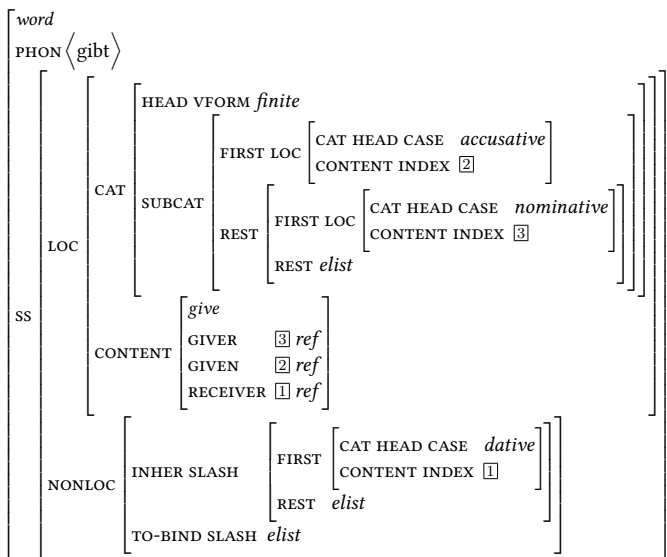 word
PHON ⟨gibt⟩
HEAD VFORM finite
FIRST LOC
CAT HEAD CASE accusative
CONTENT INDEX 2
CAT
SUBCAT
REST
FIRST LOC
CAT HEAD CASE nominative
CONTENT INDEX 3
REST elist
LOC
SS
give
GIVER 3 ref
CONTENT
GIVEN 2 ref
RECEIVER 1 ref
NONLOC
INHER SLASH
FIRST
CAT HEAD CASE dative
CONTENT INDEX 1
REST elist
TO-BIND SLASH elist